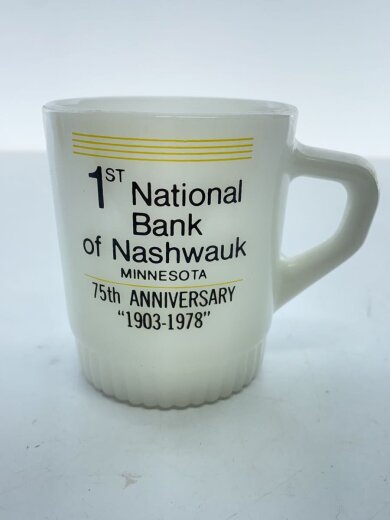 1ST National
Bank
of Nashwauk
MINNESOTA
75th ANNIVERSARY
"1903-1978"